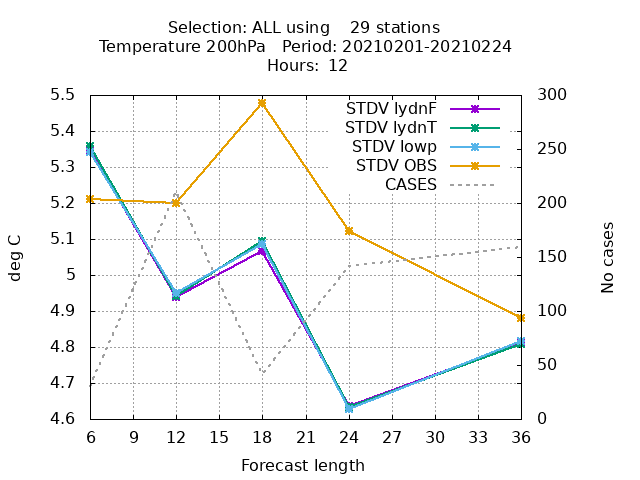 Selection: ALL using    29 stations
Temperature 200hPa   Period: 20210201-20210224
Hours:  12
STDV lydnF
STDV lydnT
STDV lowp
STDV OBS
CASES
5.5
5.4
5.3
5.2
5.1
5
4.9
4.8
4.7
4.6
deg C
300
250
200
150
100
50
0
No cases
6 9 12 15 18 21 24 27 30 33 36
Forecast length